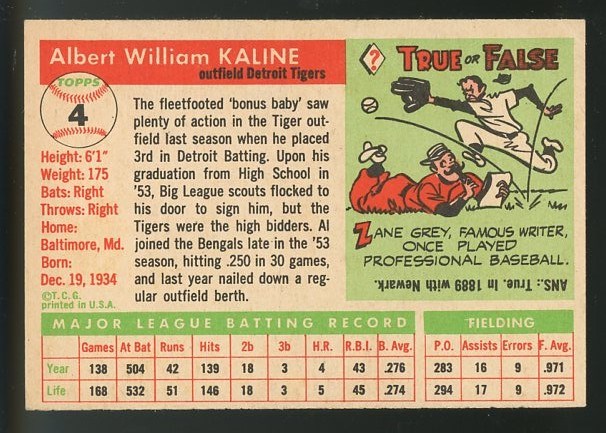 Albert William KALINE
outfield Detroit Tigers
TOPPS
4
Height: 6'1"
Weight: 175
Bats: Right
Throws: Right
Home:
Baltimore, Md.
Born:
Dec. 19, 1934
©T.C.G.
printed in U.S.A.
The fleetfooted 'bonus baby' saw
plenty of action in the Tiger out-
field last season when he placed
3rd in Detroit Batting. Upon his
graduation from High School in
'53, Big League scouts flocked to
his door to sign him, but the
Tigers were the high bidders. Al
joined the Bengals late in the '53
season, hitting .250 in 30 games,
and last year nailed down a reg-
ular outfield berth.
? TRUE OR FALSE
ZANE GREY, FAMOUS WRITER,
ONCE PLAYED
PROFESSIONAL BASEBALL.
ANS.: True. In 1889 with Newark.
MAJOR LEAGUE BATTING RECORD FIELDING
Games At Bat Runs Hits 2b 3b H.R. R.B.I. B. Avg. P.O. Assists Errors F. Avg.
Year 138 504 42 139 18 3 4 43 .276 283 16 9 .971
Life 168 532 51 146 18 3 5 45 .274 294 17 9 .972